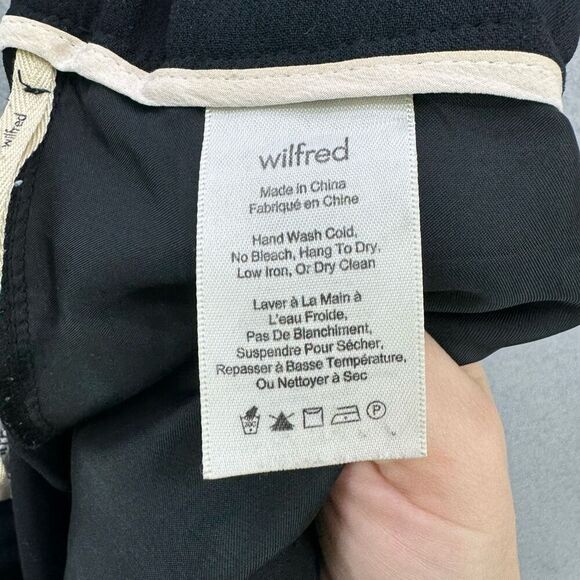 wilfred
wilfred
Made in China
Fabriqué en Chine
Hand Wash Cold,
No Bleach, Hang To Dry,
Low Iron, Or Dry Clean
Laver à La Main à
L'eau Froide,
Pas De Blanchiment,
Suspendre Pour Sécher,
Repasser à Basse Température,
Ou Nettoyer à Sec
P